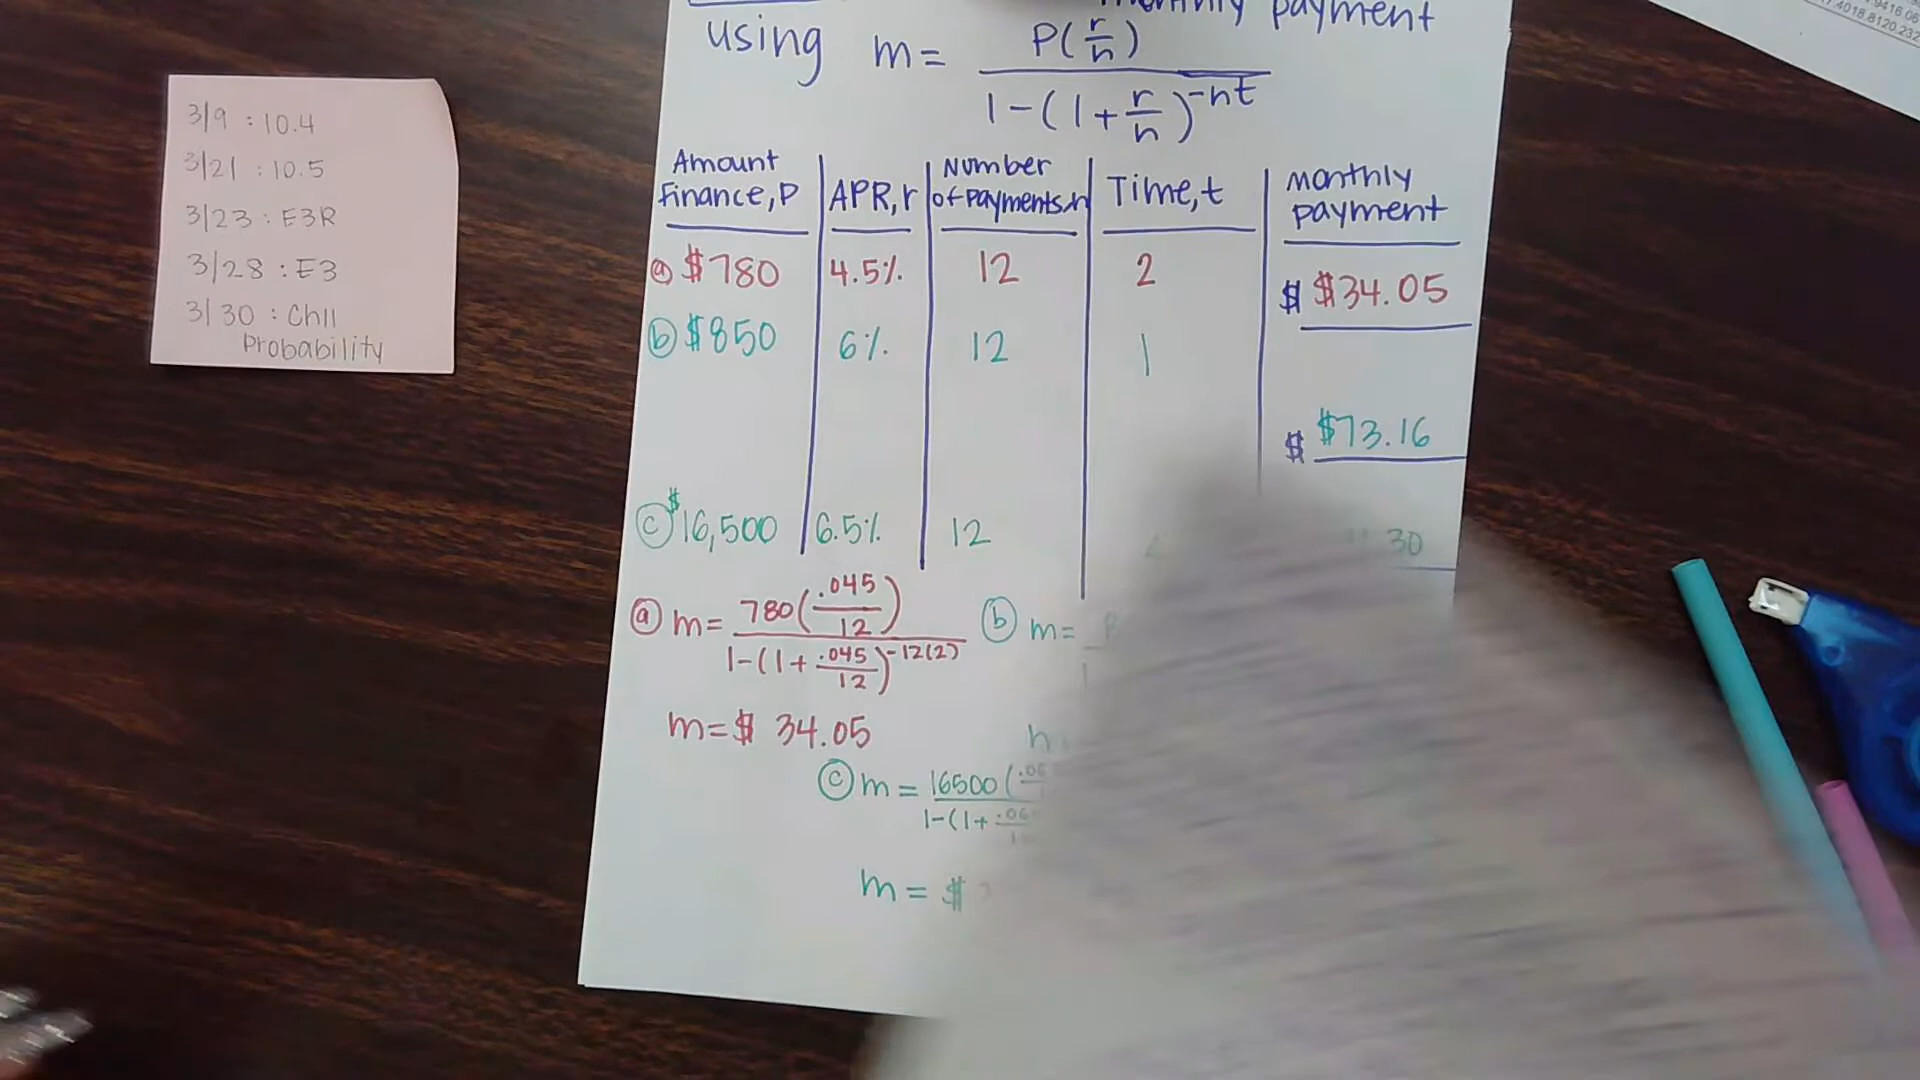 3/9 : 10.4
3/21 : 10.5
3/23 : E3R
3/28 : E3
3/30 : Ch11
Probability
monthly payment
using m = P(r/n) / 1-(1+r/n)^-nt
Amount Finance, P | APR, r | Number of Payments, n | Time, t | monthly payment
ⓐ $780 | 4.5% | 12 | 2 | $ $34.05
ⓑ $850 | 6% | 12 | 1 | $ $73.16
ⓒ $16,500 | 6.5% | 12 | 30
ⓐ m = 780(.045/12) / 1-(1+.045/12)^-12(2)
m = $ 34.05
ⓑ m =
ⓒ m = 16500(.06 / 1-(1+.06
m = $